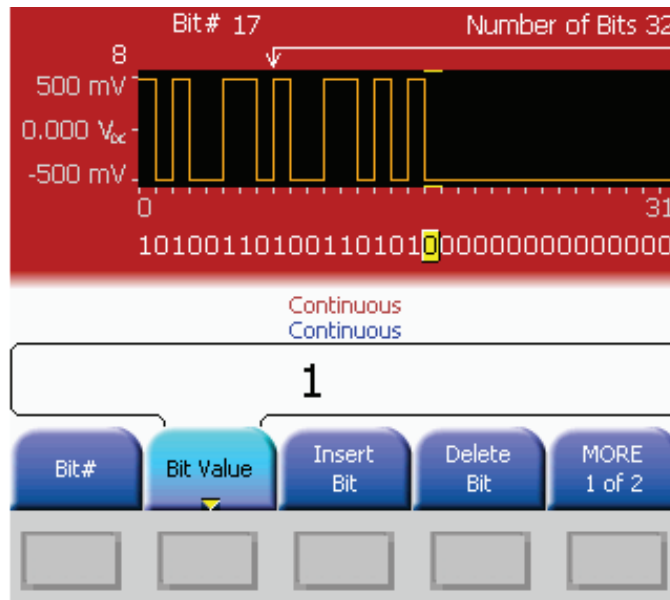 Bit# 17 Number of Bits 32
8
500 mV
0.000 Vdc
-500 mV
0 31
10100110100110101000000000000000
Continuous
Continuous
1
Bit#
Bit Value
Insert
Bit
Delete
Bit
MORE
1 of 2